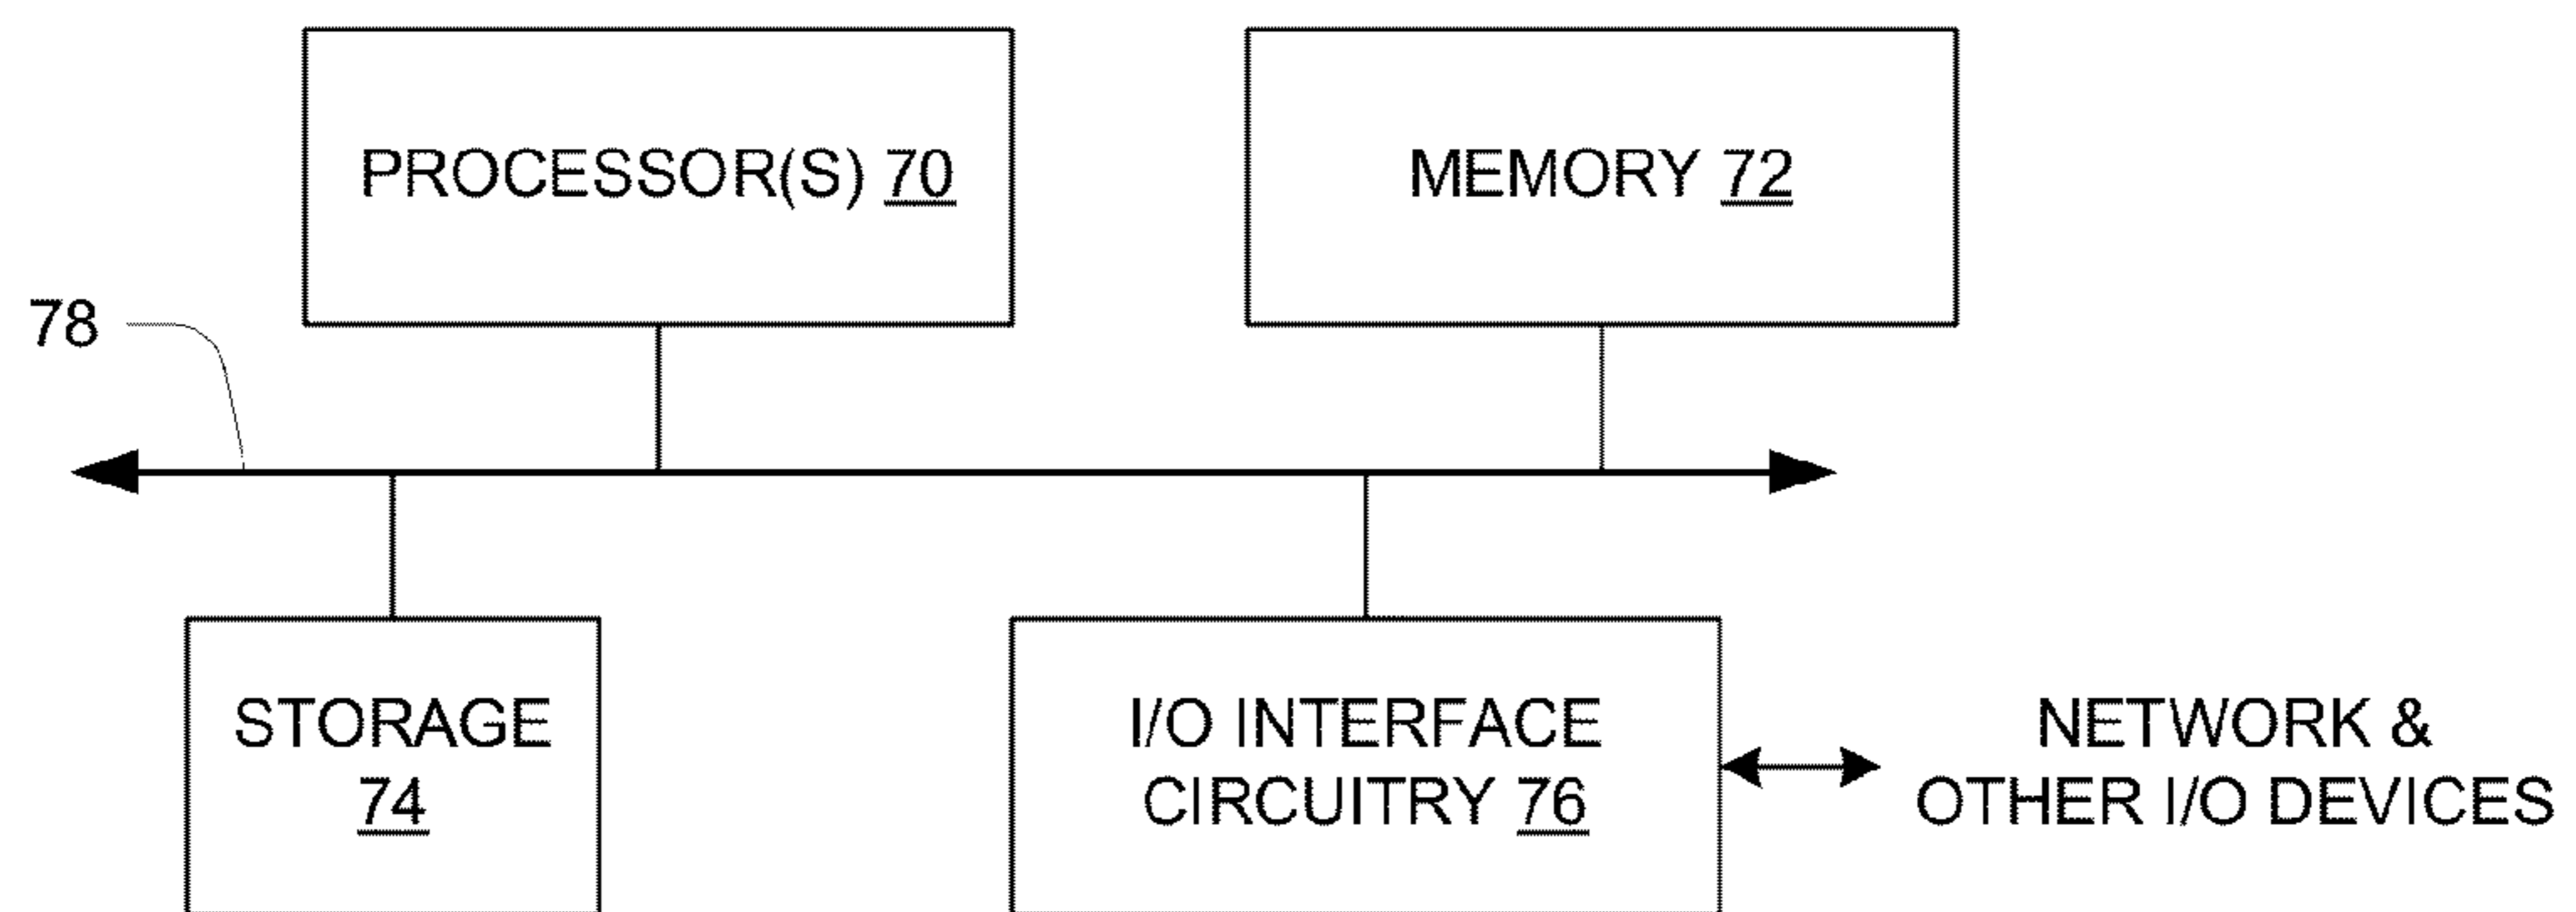 PROCESSOR(S) 70
MEMORY 72
78
STORAGE
74
I/O INTERFACE
CIRCUITRY 76
NETWORK &
OTHER I/O DEVICES